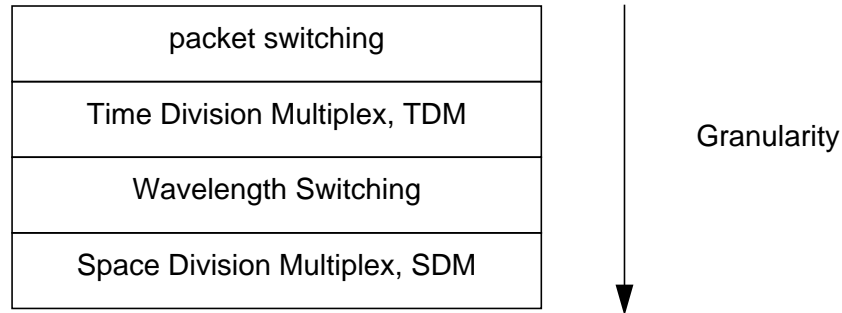 packet switching
Time Division Multiplex, TDM
Granularity
Wavelength Switching
Space Division Multiplex, SDM